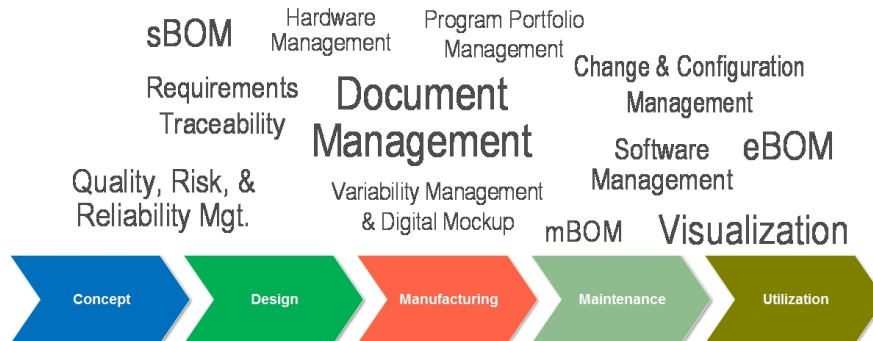 sBOM
Hardware
Management
Program Portfolio
Management
Change & Configuration
Management
Requirements
Traceability
Document
Management
Software
Management
eBOM
Quality, Risk, &
Reliability Mgt.
Variability Management
& Digital Mockup
mBOM
Visualization
Concept
Design
Manufacturing
Maintenance
Utilization